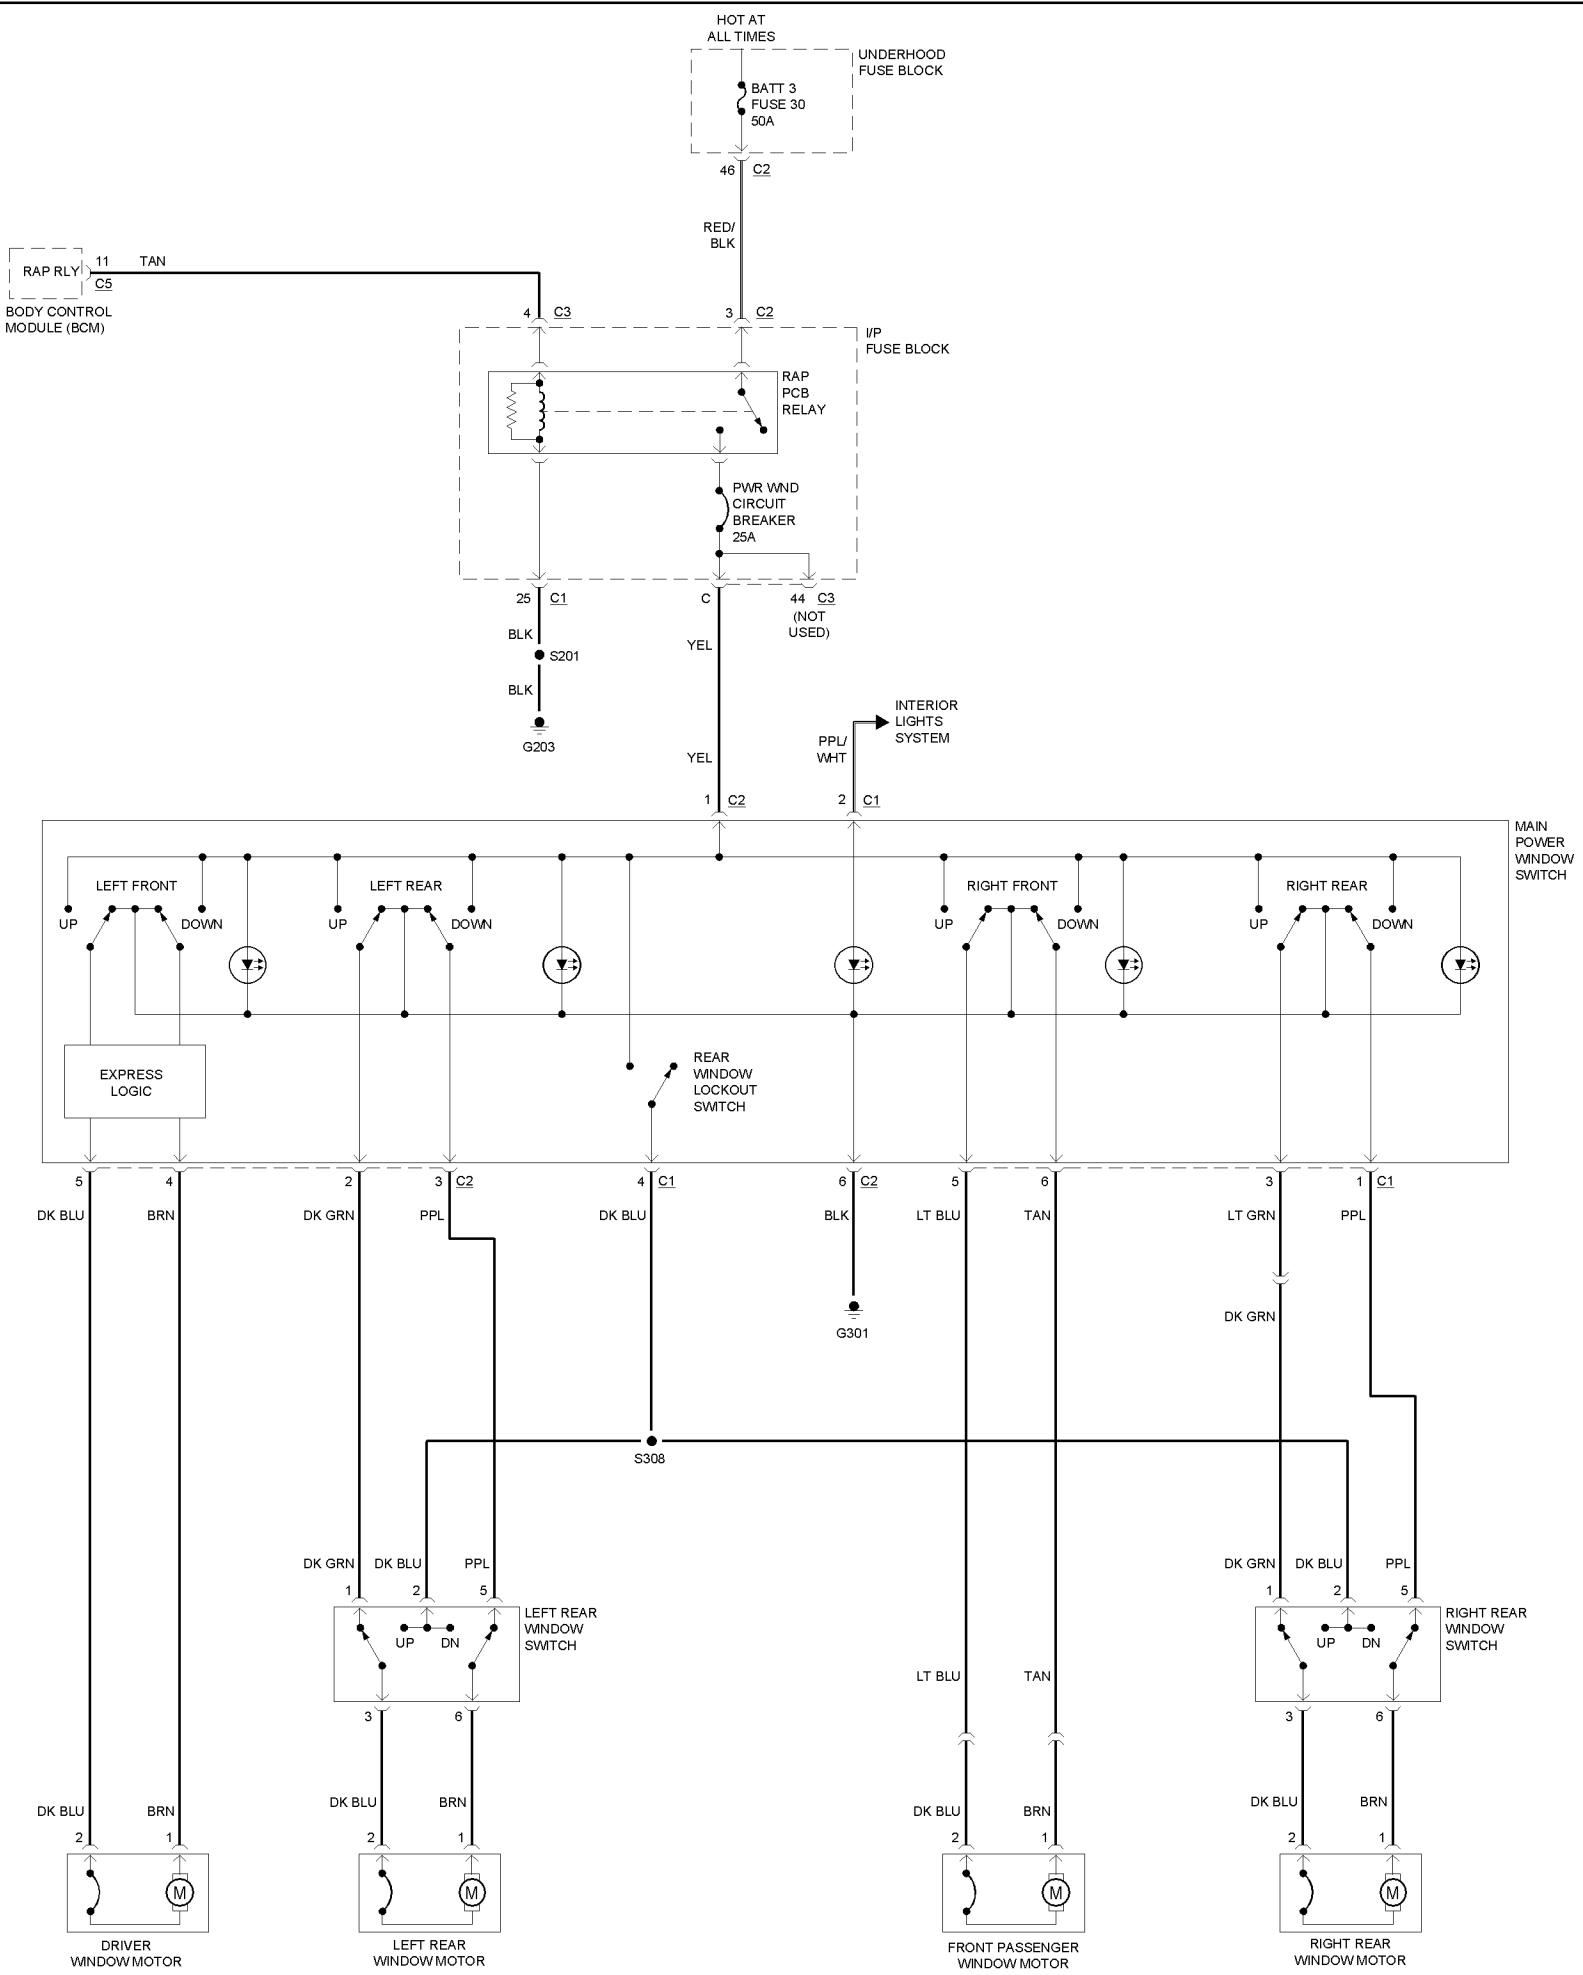 HOT AT
ALL TIMES
UNDERHOOD
FUSE BLOCK
BATT 3
FUSE 30
50A
46 C2
RED/
BLK
RAP RLY
11 TAN
C5
BODY CONTROL
MODULE (BCM)
4 C3
3 C2
I/P
FUSE BLOCK
RAP
PCB
RELAY
PWR WND
CIRCUIT
BREAKER
25A
25 C1
C
44 C3
(NOT
USED)
BLK
S201
BLK
G203
YEL
YEL
INTERIOR
LIGHTS
SYSTEM
PPL/
WHT
1 C2
2 C1
MAIN
POWER
WINDOW
SWITCH
LEFT FRONT
UP
DOWN
LEFT REAR
UP
DOWN
RIGHT FRONT
UP
DOWN
RIGHT REAR
UP
DOWN
EXPRESS
LOGIC
REAR
WINDOW
LOCKOUT
SWITCH
5 4 2 3 C2 4 C1 6 C2 5 6 3 1 C1
DK BLU BRN DK GRN PPL DK BLU BLK LT BLU TAN LT GRN PPL
G301
DK GRN
S308
DK GRN DK BLU PPL
1 2 5
LEFT REAR
WINDOW
SWITCH
UP DN
3 6
DK GRN DK BLU PPL
1 2 5
RIGHT REAR
WINDOW
SWITCH
UP DN
3 6
LT BLU TAN
DK BLU BRN
2 1
M
DRIVER
WINDOW MOTOR
DK BLU BRN
2 1
M
LEFT REAR
WINDOW MOTOR
DK BLU BRN
2 1
M
FRONT PASSENGER
WINDOW MOTOR
DK BLU BRN
2 1
M
RIGHT REAR
WINDOW MOTOR